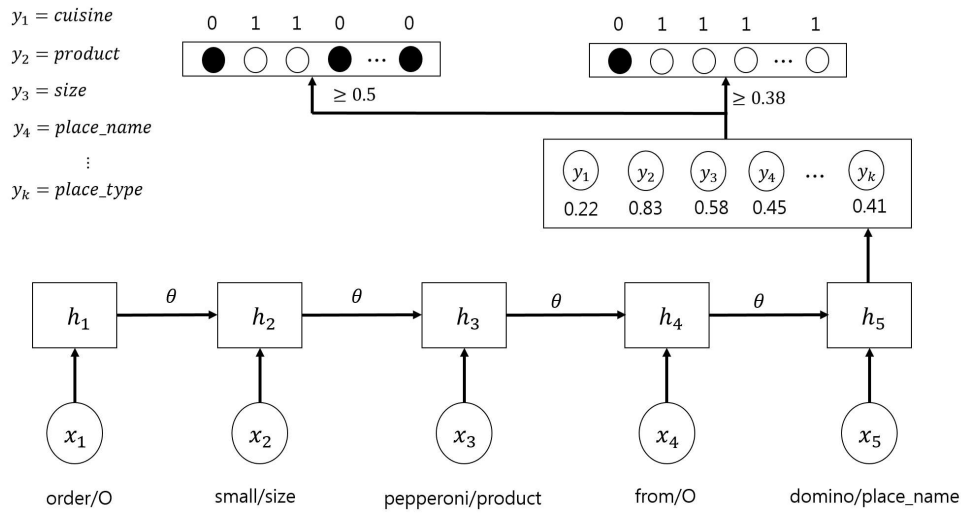 y₁ = cuisine
y₂ = product
y₃ = size
y₄ = place_name
⋮
yₖ = place_type
0 1 1 0 0
...
≥ 0.5
0 1 1 1 1
...
≥ 0.38
y₁ y₂ y₃ y₄ ... yₖ
0.22 0.83 0.58 0.45 0.41
θ θ θ θ
h₁ h₂ h₃ h₄ h₅
x₁ x₂ x₃ x₄ x₅
order/O small/size pepperoni/product from/O domino/place_name